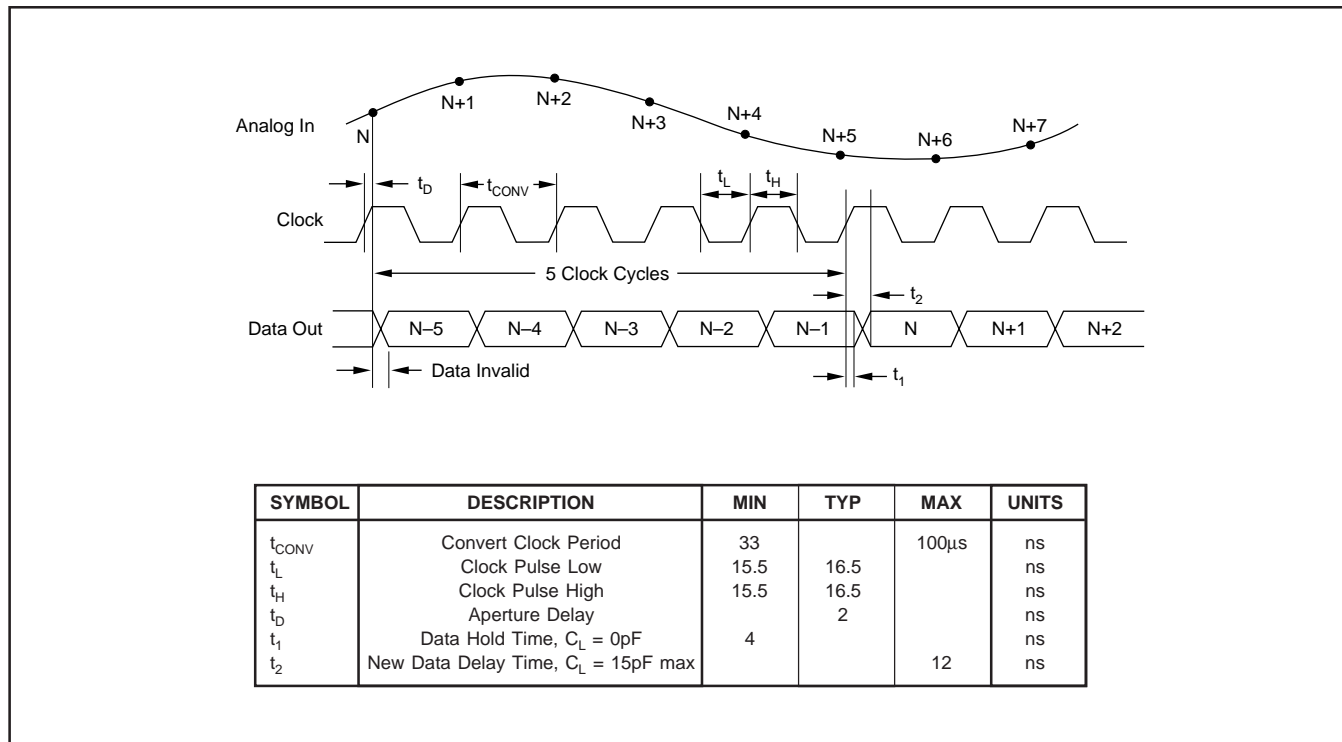 N+1
N+2
N+3
N+4
N+5
N+6
N+7
Analog In
N
t_D
t_CONV
t_L
t_H
Clock
5 Clock Cycles
t_2
Data Out
N–5
N–4
N–3
N–2
N–1
N
N+1
N+2
Data Invalid
t_1
SYMBOL DESCRIPTION MIN TYP MAX UNITS
t_CONV Convert Clock Period 33 100µs ns
t_L Clock Pulse Low 15.5 16.5 ns
t_H Clock Pulse High 15.5 16.5 ns
t_D Aperture Delay 2 ns
t_1 Data Hold Time, C_L = 0pF 4 ns
t_2 New Data Delay Time, C_L = 15pF max 12 ns